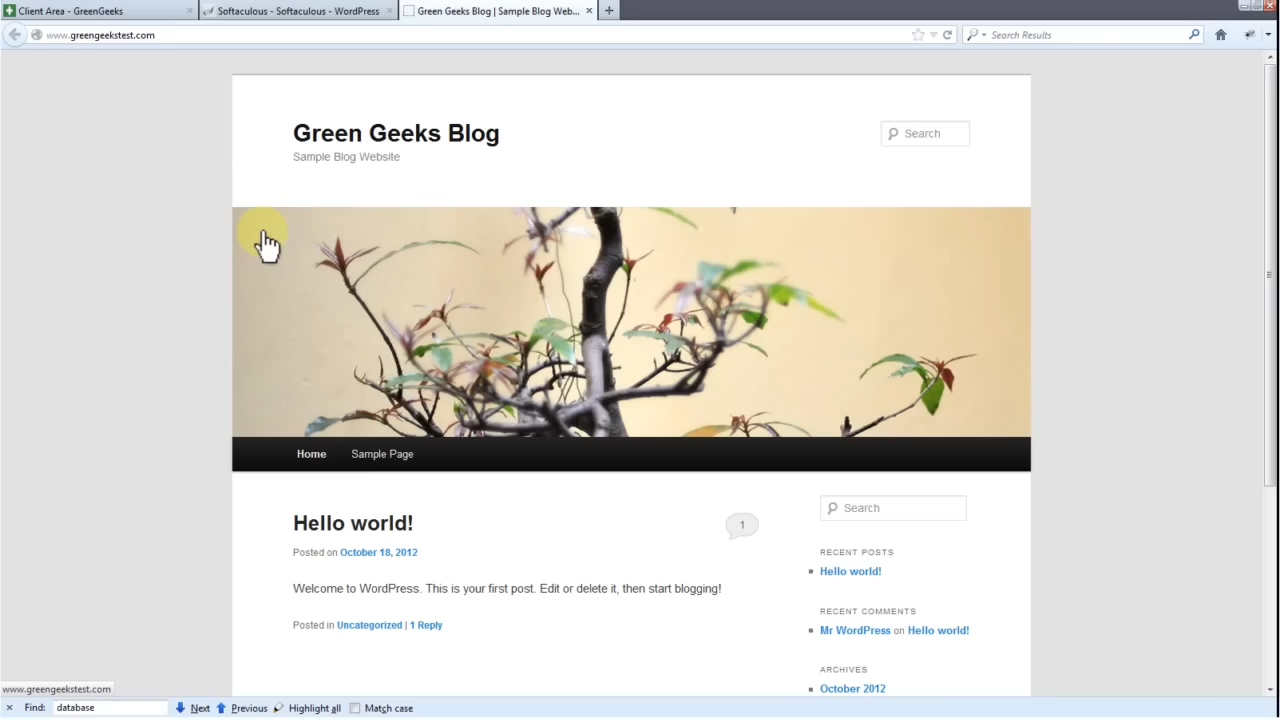 Client Area - GreenGeeks
Softaculous - Softaculous - WordPress
Green Geeks Blog | Sample Blog Web...
www.greengeekstest.com
Search Results
Green Geeks Blog
Search
Sample Blog Website
Home
Sample Page
Hello world!
1
Posted on October 18, 2012
Welcome to WordPress. This is your first post. Edit or delete it, then start blogging!
Posted in Uncategorized | 1 Reply
Search
RECENT POSTS
Hello world!
RECENT COMMENTS
Mr WordPress on Hello world!
ARCHIVES
October 2012
www.greengeekstest.com
Find: database Next Previous Highlight all Match case